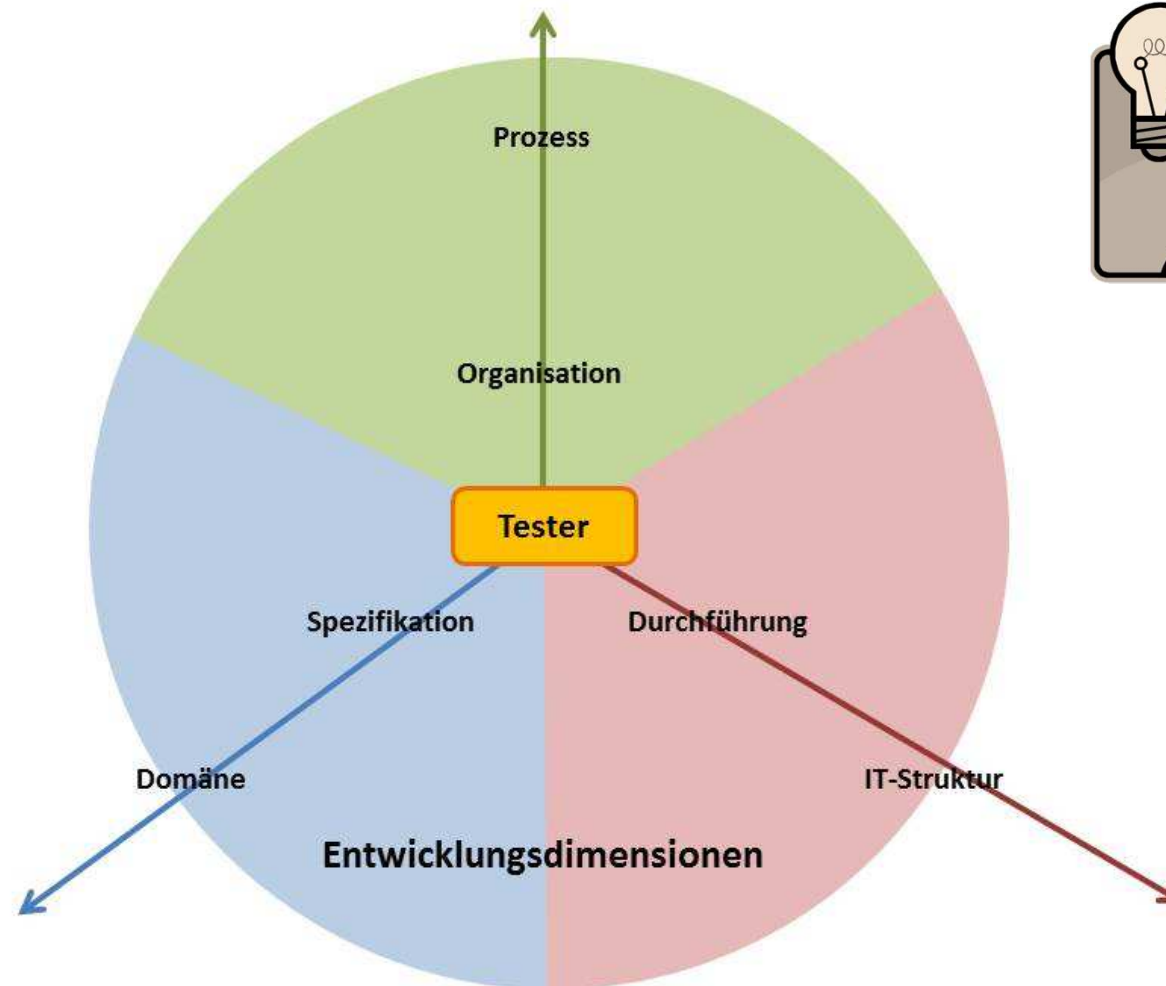 Prozess
Organisation
Tester
Spezifikation
Durchführung
Domäne
IT-Struktur
Entwicklungsdimensionen